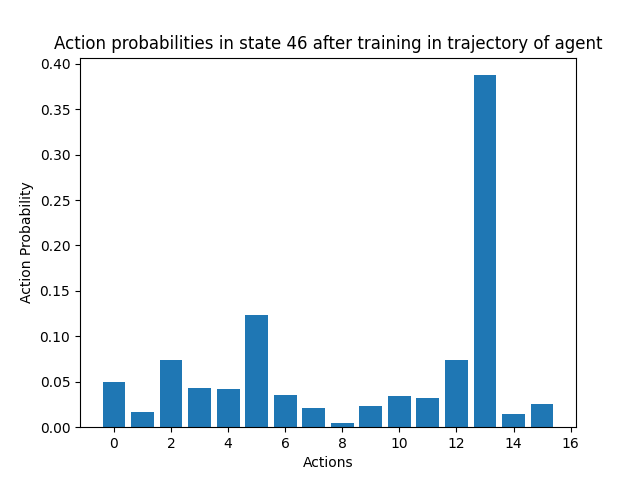 Action probabilities in state 46 after training in trajectory of agent
0.40
0.35
0.30
0.25
0.20
0.15
0.10
0.05
0.00
Action Probability
0 2 4 6 8 10 12 14 16
Actions